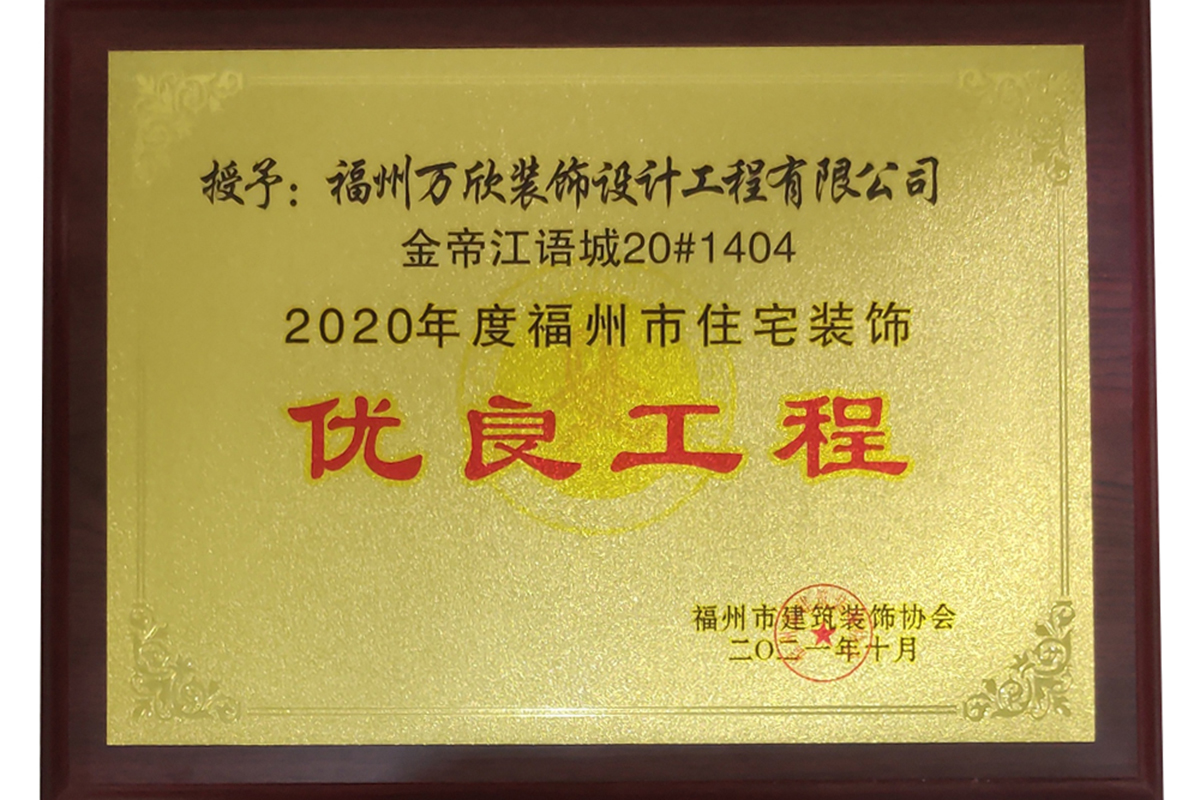 授予：福州万欣装饰设计工程有限公司
金帝江语城20#1404
2020年度福州市住宅装饰
优良工程
福州市建筑装饰协会
二〇二一年十月